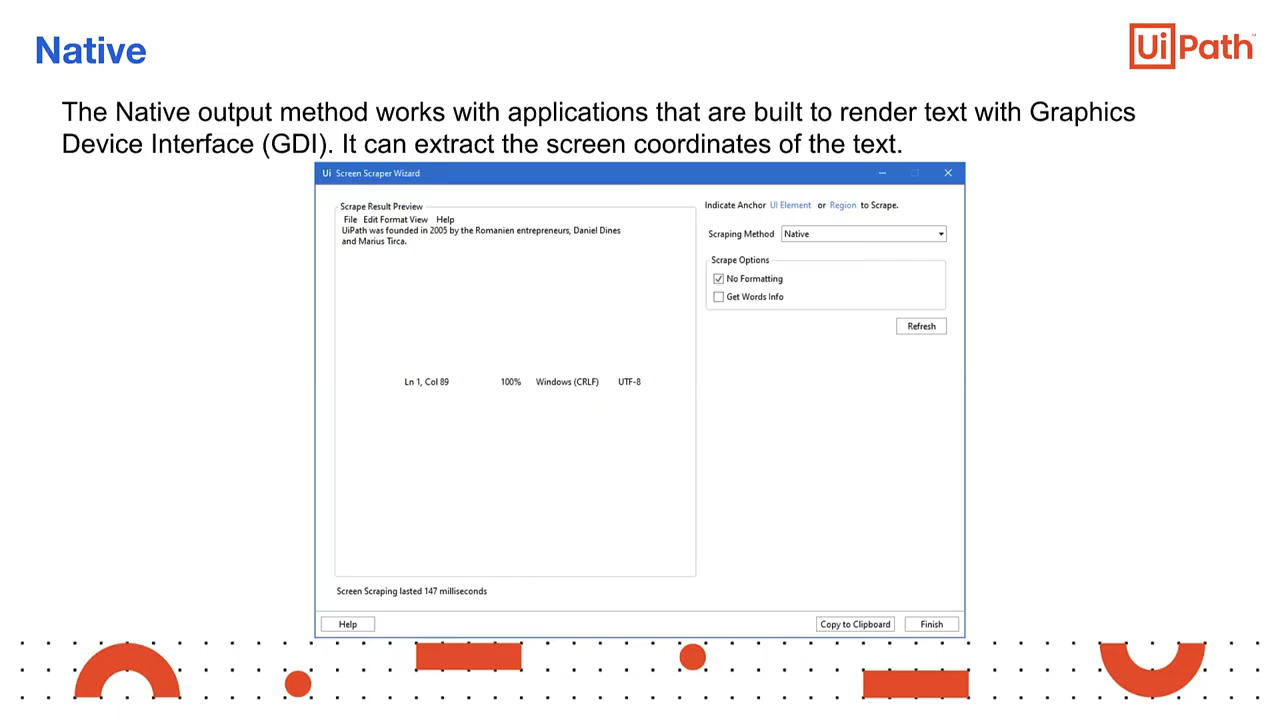 Native
UiPath
The Native output method works with applications that are built to render text with Graphics
Device Interface (GDI). It can extract the screen coordinates of the text.
Ui Screen Scraper Wizard
Scrape Result Preview
File Edit Format View Help
UiPath was founded in 2005 by the Romanien entrepreneurs, Daniel Dines
and Marius Tirca.
Ln 1, Col 89 100% Windows (CRLF) UTF-8
Screen Scraping lasted 147 milliseconds
Indicate Anchor UI Element or Region to Scrape.
Scraping Method Native
Scrape Options
No Formatting
Get Words Info
Refresh
Help
Copy to Clipboard
Finish